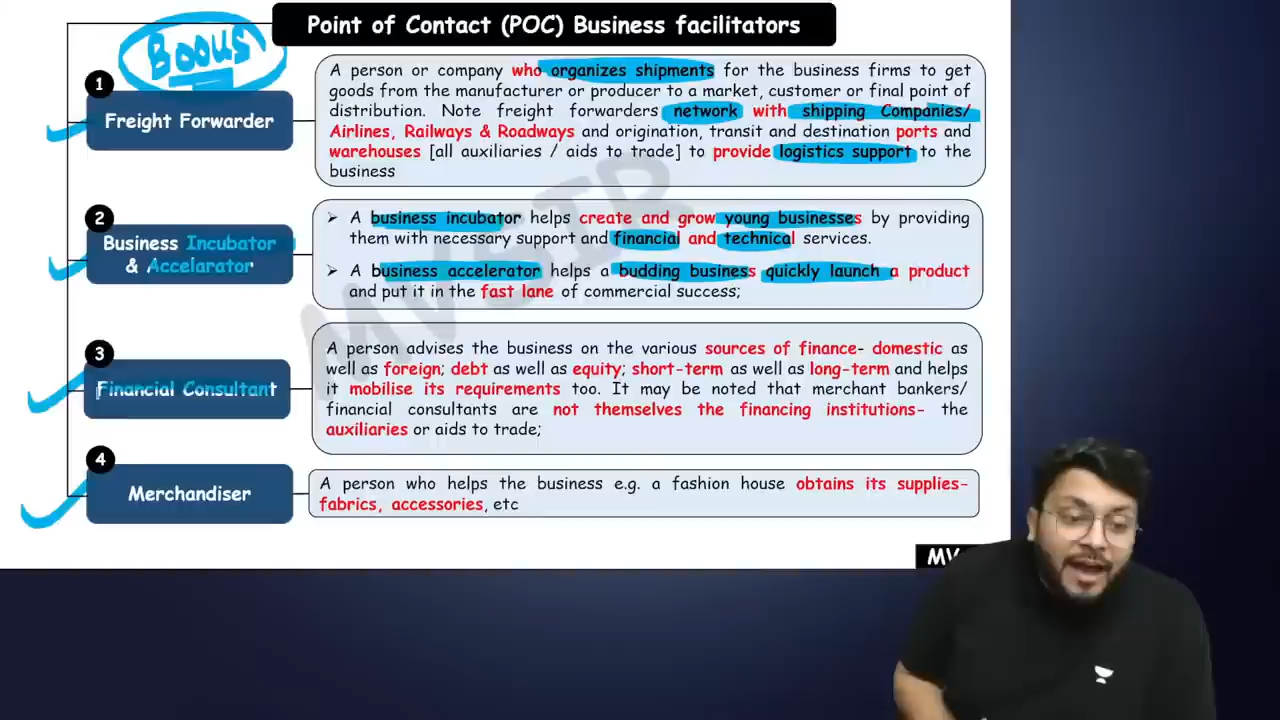 Point of Contact (POC) Business facilitators
Boous
1
Freight Forwarder
A person or company who organizes shipments for the business firms to get
goods from the manufacturer or producer to a market, customer or final point of
distribution. Note freight forwarders network with shipping Companies/
Airlines, Railways & Roadways and origination, transit and destination ports and
warehouses [all auxiliaries / aids to trade] to provide logistics support to the
business
2
Business Incubator
& Accelarator
➢ A business incubator helps create and grow young businesses by providing
them with necessary support and financial and technical services.
➢ A business accelerator helps a budding business quickly launch a product
and put it in the fast lane of commercial success;
3
Financial Consultant
A person advises the business on the various sources of finance- domestic as
well as foreign; debt as well as equity; short-term as well as long-term and helps
it mobilise its requirements too. It may be noted that merchant bankers/
financial consultants are not themselves the financing institutions- the
auxiliaries or aids to trade;
4
Merchandiser
A person who helps the business e.g. a fashion house obtains its supplies-
fabrics, accessories, etc
MVSIR
MV